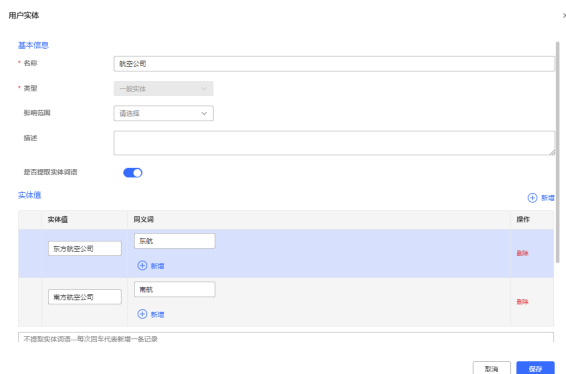 用户实体
基本信息
* 名称 航空公司
* 类型 一般实体
影响范围 请选择
描述
是否提取实体词语
实体值 新增
实体值 同义词 操作
东方航空公司 东航 删除
新增
南方航空公司 南航 删除
新增
不提取实体词语---每次回车代表新增一条记录
取消 保存